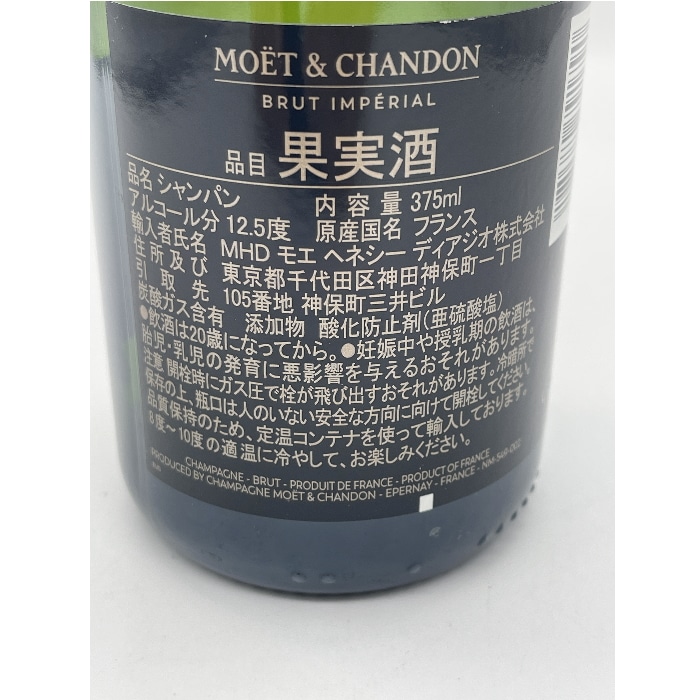 MOËT & CHANDON
BRUT IMPÉRIAL
品目 果実酒
品名 シャンパン 内容量 375ml
アルコール分 12.5度 原産国名 フランス
輸入者氏名 MHD モエ ヘネシー ディアジオ株式会社
住所及び 東京都千代田区神田神保町一丁目
引取先 105番地 神保町三井ビル
炭酸ガス含有 添加物 酸化防止剤(亜硫酸塩)
●飲酒は20歳になってから。●妊娠中や授乳期の飲酒は、
胎児・乳児の発育に悪影響を与えるおそれがあります。
注意 開栓時にガス圧で栓が飛び出すおそれがあります。冷暗所で
保存の上、瓶口は人のいない安全な方向に向けて開栓してください。
品質保持のため、定温コンテナを使って輸入しております。
8度〜10度の適温に冷やして、お楽しみください。
CHAMPAGNE - BRUT - PRODUIT DE FRANCE - PRODUCT OF FRANCE
PRODUCED BY CHAMPAGNE MOËT & CHANDON - EPERNAY - FRANCE - NM-549-002